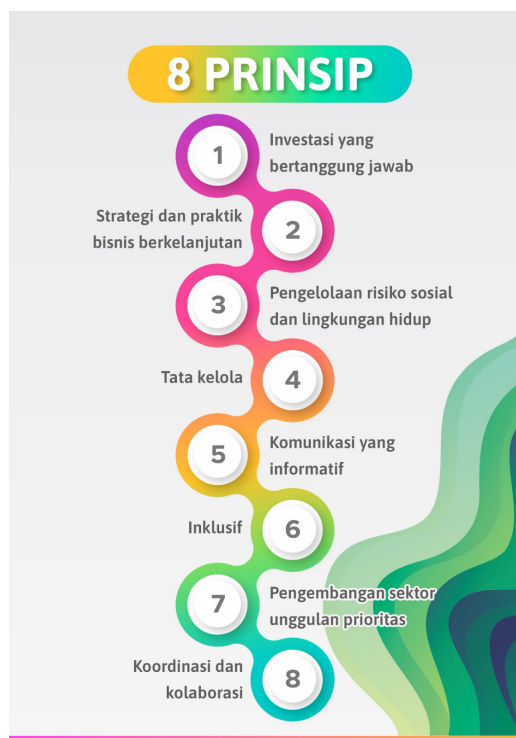 8 PRINSIP
1
Investasi yang
bertanggung jawab
Strategi dan praktik
bisnis berkelanjutan
2
3
Pengelolaan risiko sosial
dan lingkungan hidup
Tata kelola
4
5
Komunikasi yang
informatif
Inklusif
6
7
Pengembangan sektor
unggulan prioritas
Koordinasi dan
kolaborasi
8